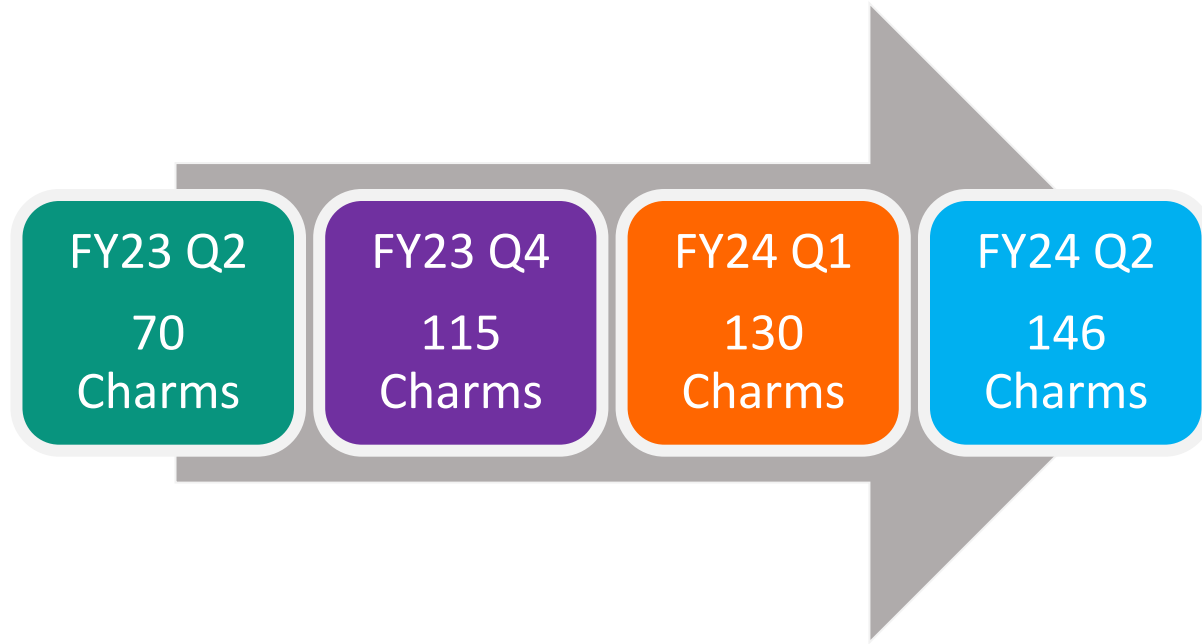 FY23 Q2
70
Charms
FY23 Q4
115
Charms
FY24 Q1
130
Charms
FY24 Q2
146
Charms